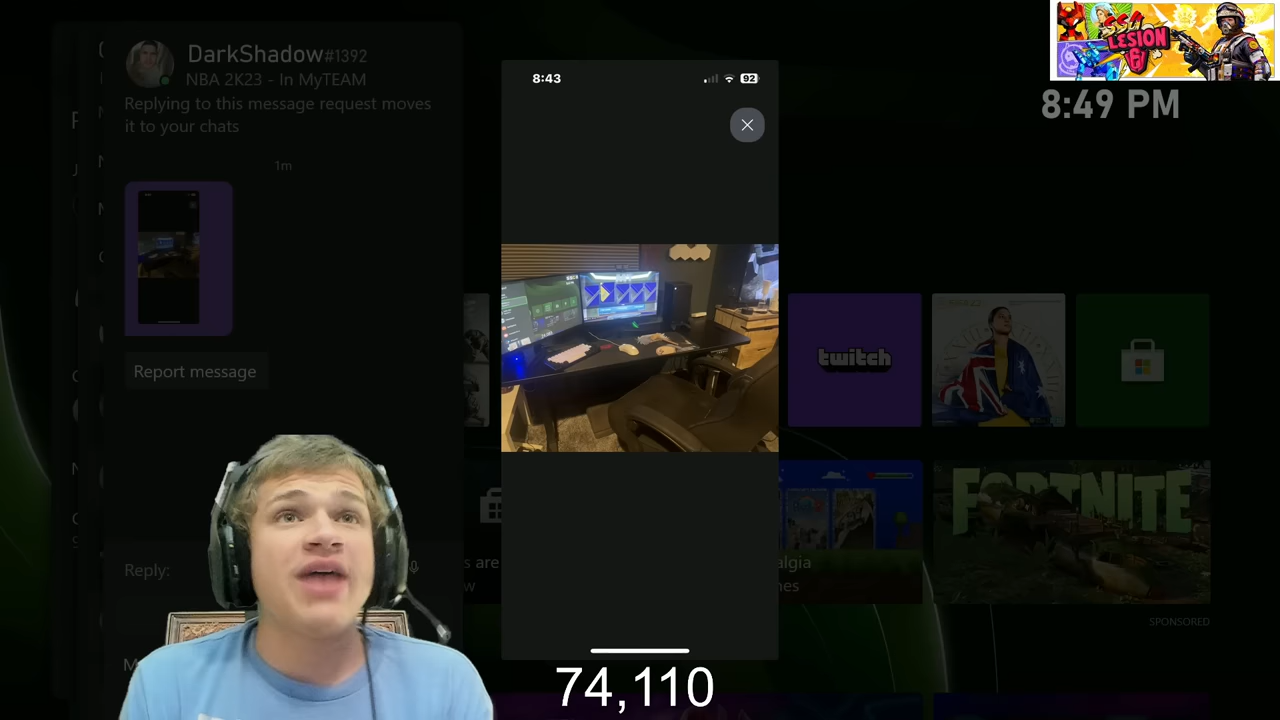 DarkShadow#1392
NBA 2K23 - In MyTEAM
Replying to this message request moves
it to your chats
1m
Report message
Reply:
8:43
92
SSA
LESION
8:49 PM
twitch
FORTNITE
SPONSORED
74,110